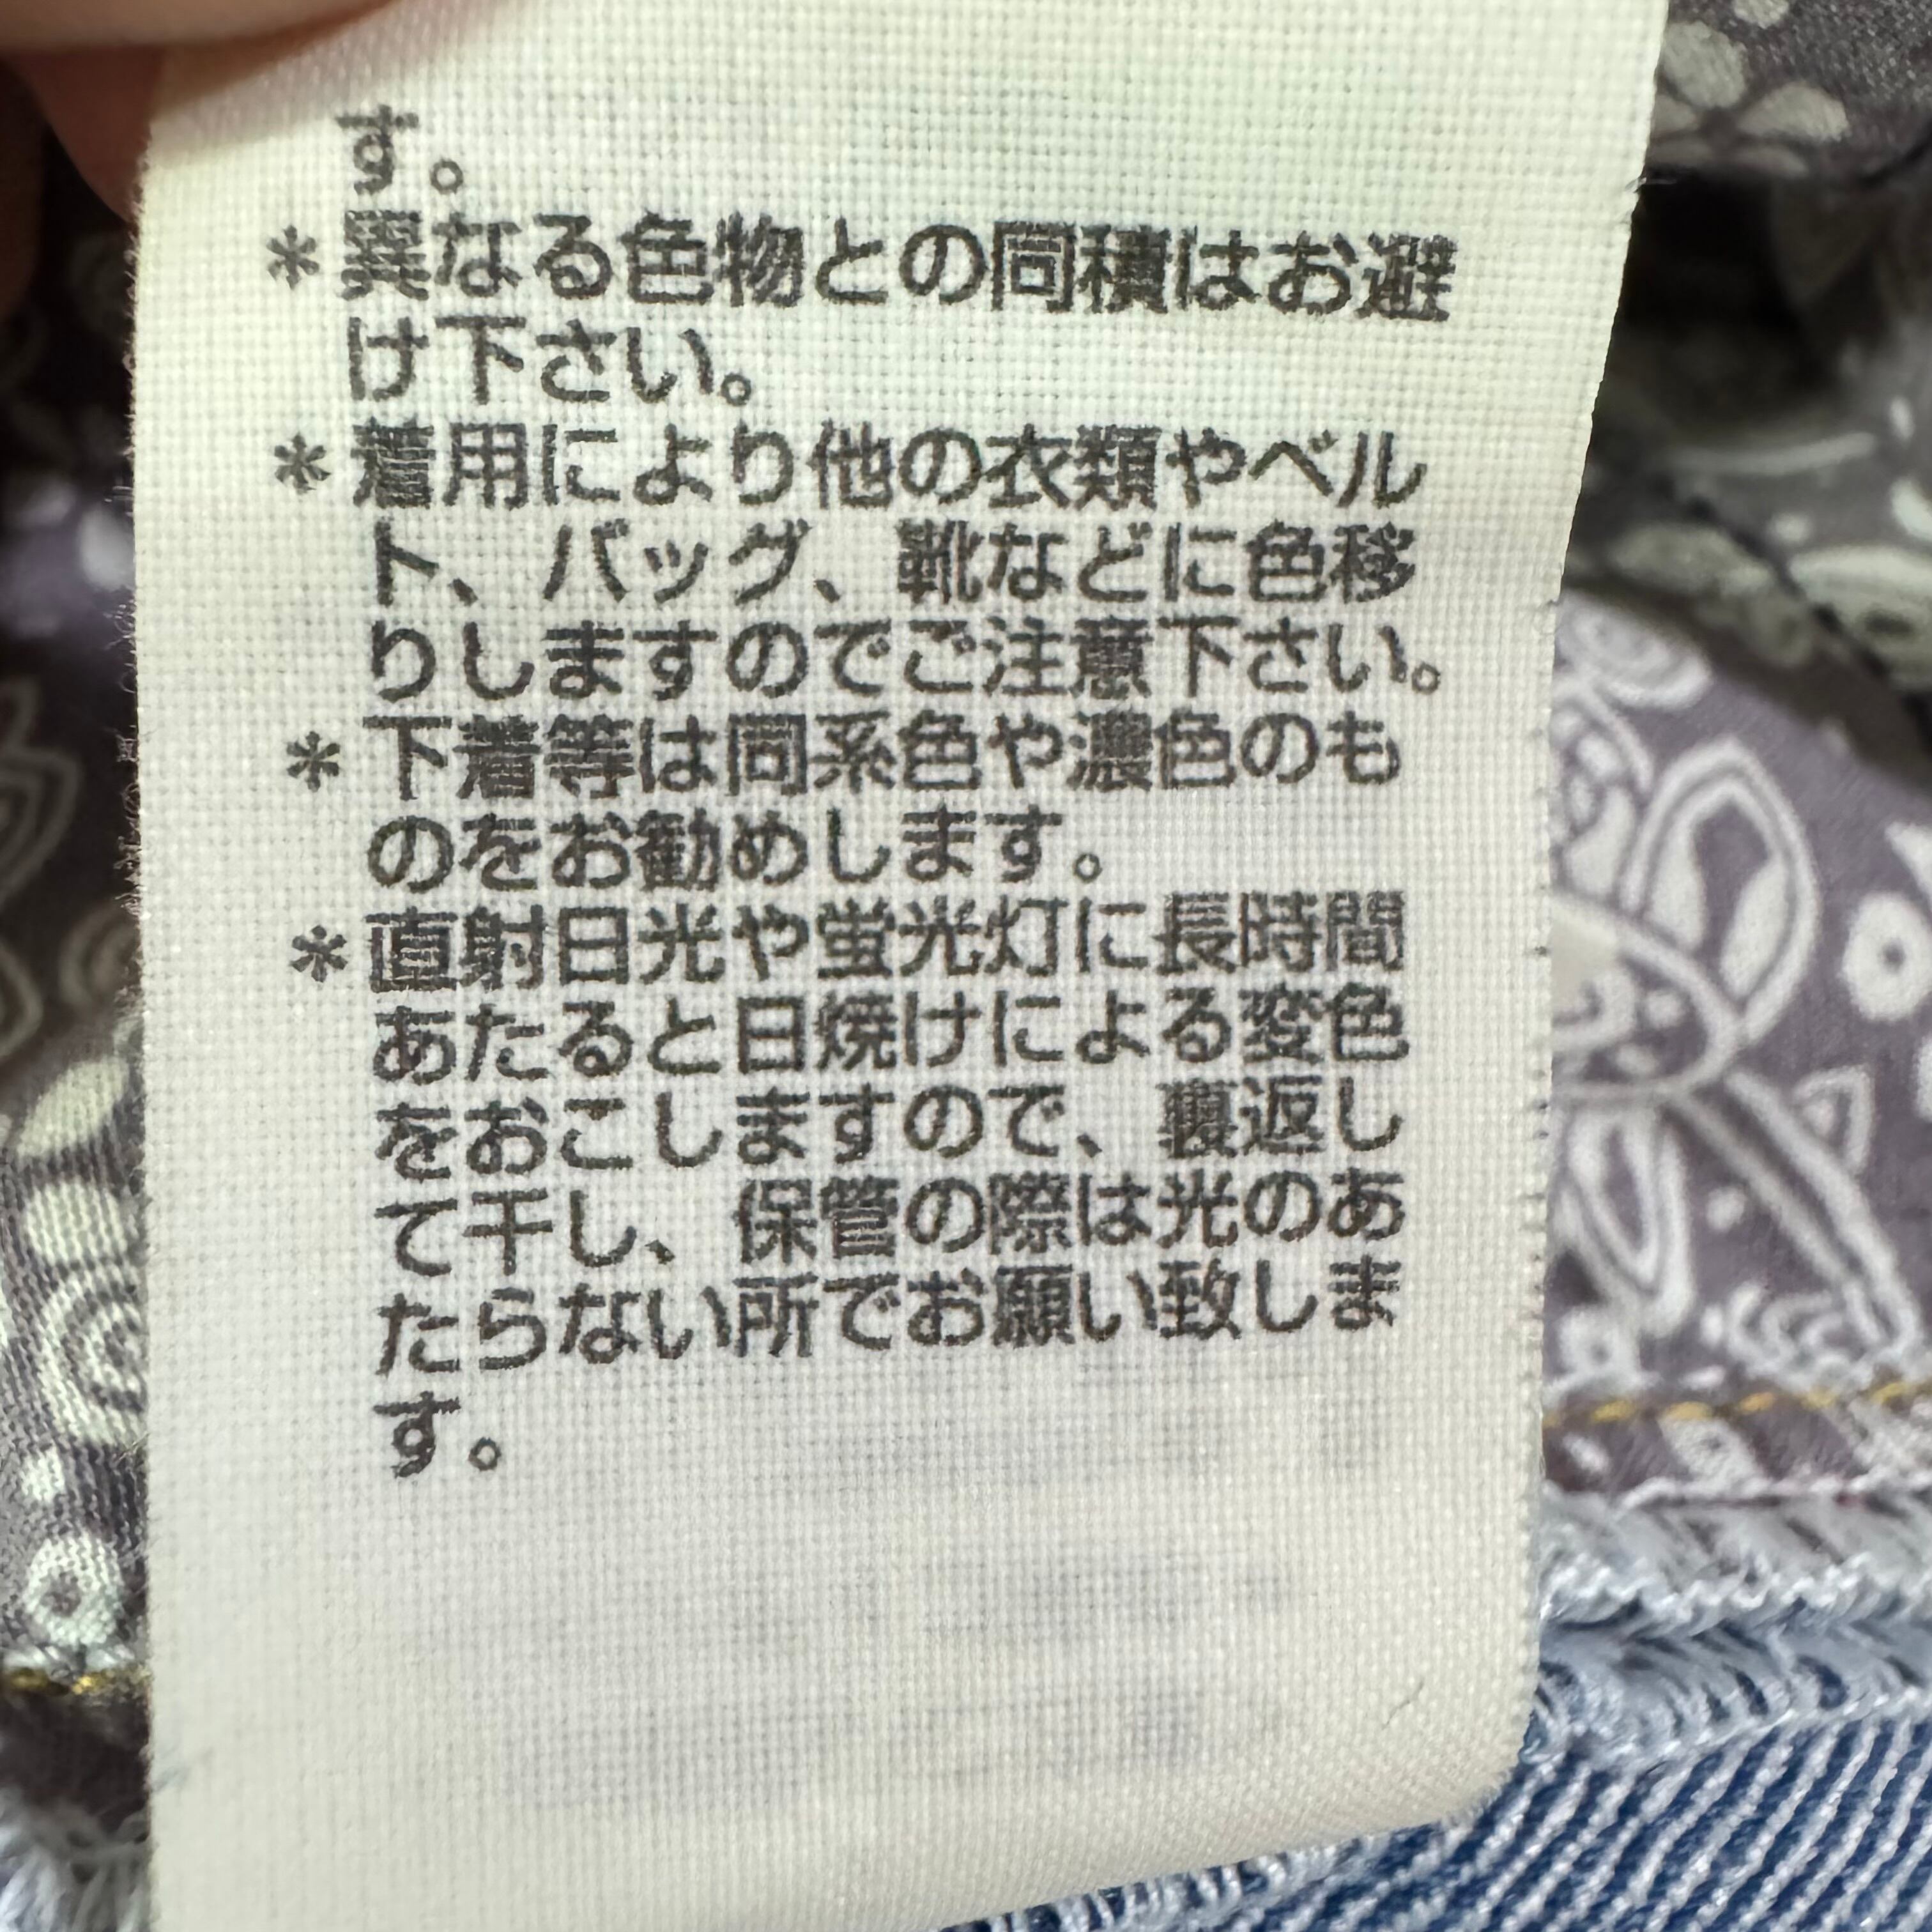 す。
＊異なる色物との同積はお避
け下さい。
＊着用により他の衣類やベル
ト、バッグ、靴などに色移
りしますのでご注意下さい。
＊下着等は同系色や濃色のも
のをお勧めします。
＊直射日光や蛍光灯に長時間
あたると日焼けによる変色
をおこしますので、裏返し
て干し、保管の際は光のあ
たらない所でお願い致しま
す。